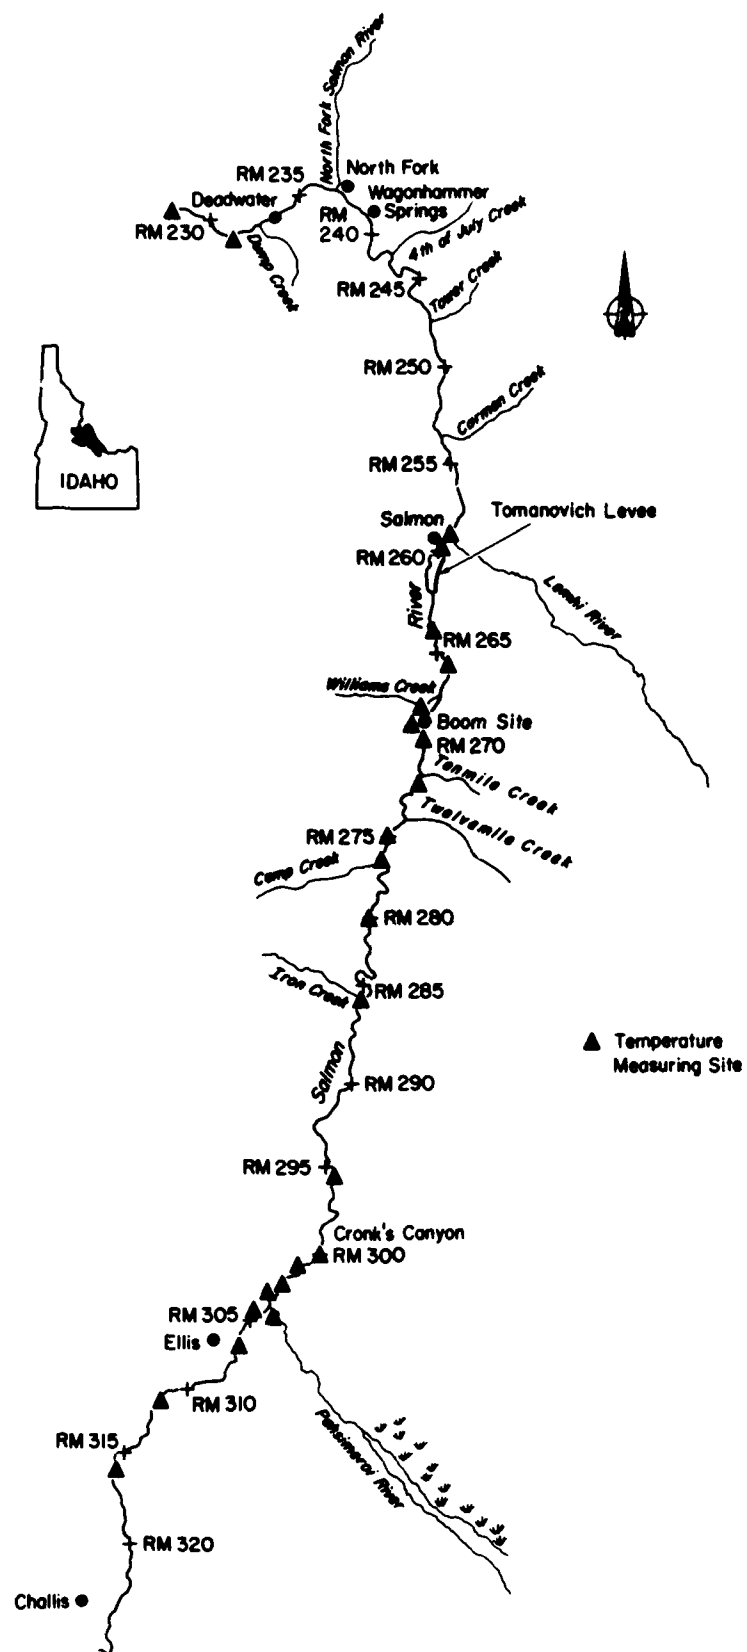 North Fork Salmon River
RM 235
North Fork
Deadwater
Wagonhammer
Springs
RM 230
RM
240
4th of July Creek
Dump Creek
RM 245
Tower Creek
RM 250
Carmen Creek
RM 255
IDAHO
Salmon
Tomanovich Levee
RM 260
Lemhi River
River
RM 265
Williams Creek
Boom Site
RM 270
Tenmile Creek
Twelvemile Creek
RM 275
Camp Creek
RM 280
Iron Creek
RM 285
Temperature
Measuring Site
Salmon
RM 290
RM 295
Cronk's Canyon
RM 300
RM 305
Ellis
RM 310
Pahsimeroi River
RM 315
RM 320
Challis